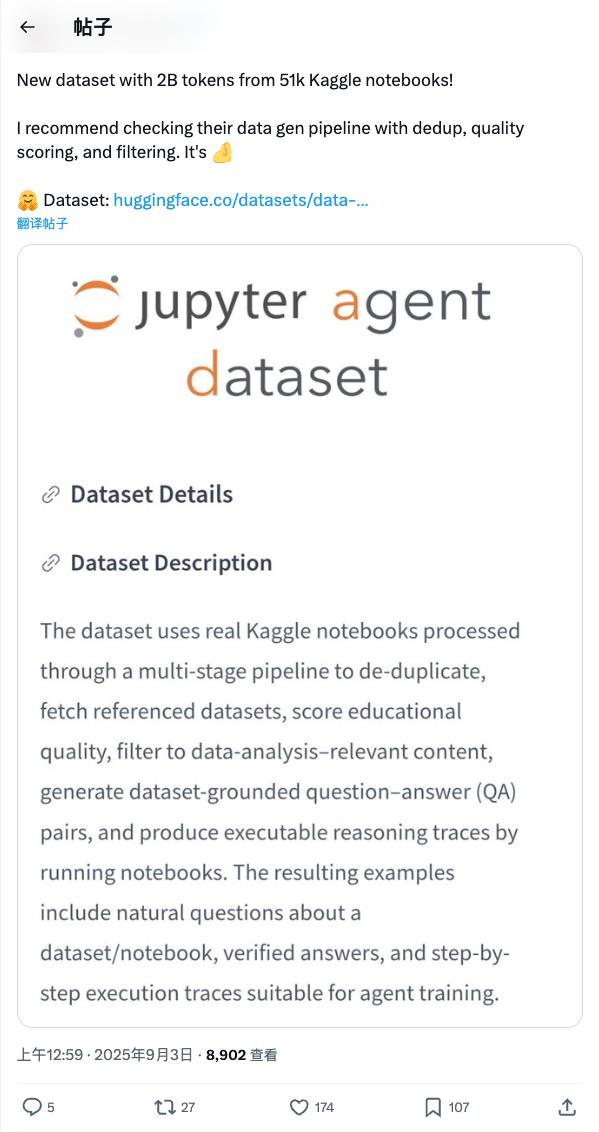 帖子
New dataset with 2B tokens from 51k Kaggle notebooks!
I recommend checking their data gen pipeline with dedup, quality
scoring, and filtering. It's 🤌
🤗 Dataset: huggingface.co/datasets/data-...
翻译帖子
jupyter agent
dataset
Dataset Details
Dataset Description
The dataset uses real Kaggle notebooks processed
through a multi-stage pipeline to de-duplicate,
fetch referenced datasets, score educational
quality, filter to data-analysis–relevant content,
generate dataset-grounded question–answer (QA)
pairs, and produce executable reasoning traces by
running notebooks. The resulting examples
include natural questions about a
dataset/notebook, verified answers, and step-by-
step execution traces suitable for agent training.
上午12:59 · 2025年9月3日 · 8,902 查看
5 27 174 107